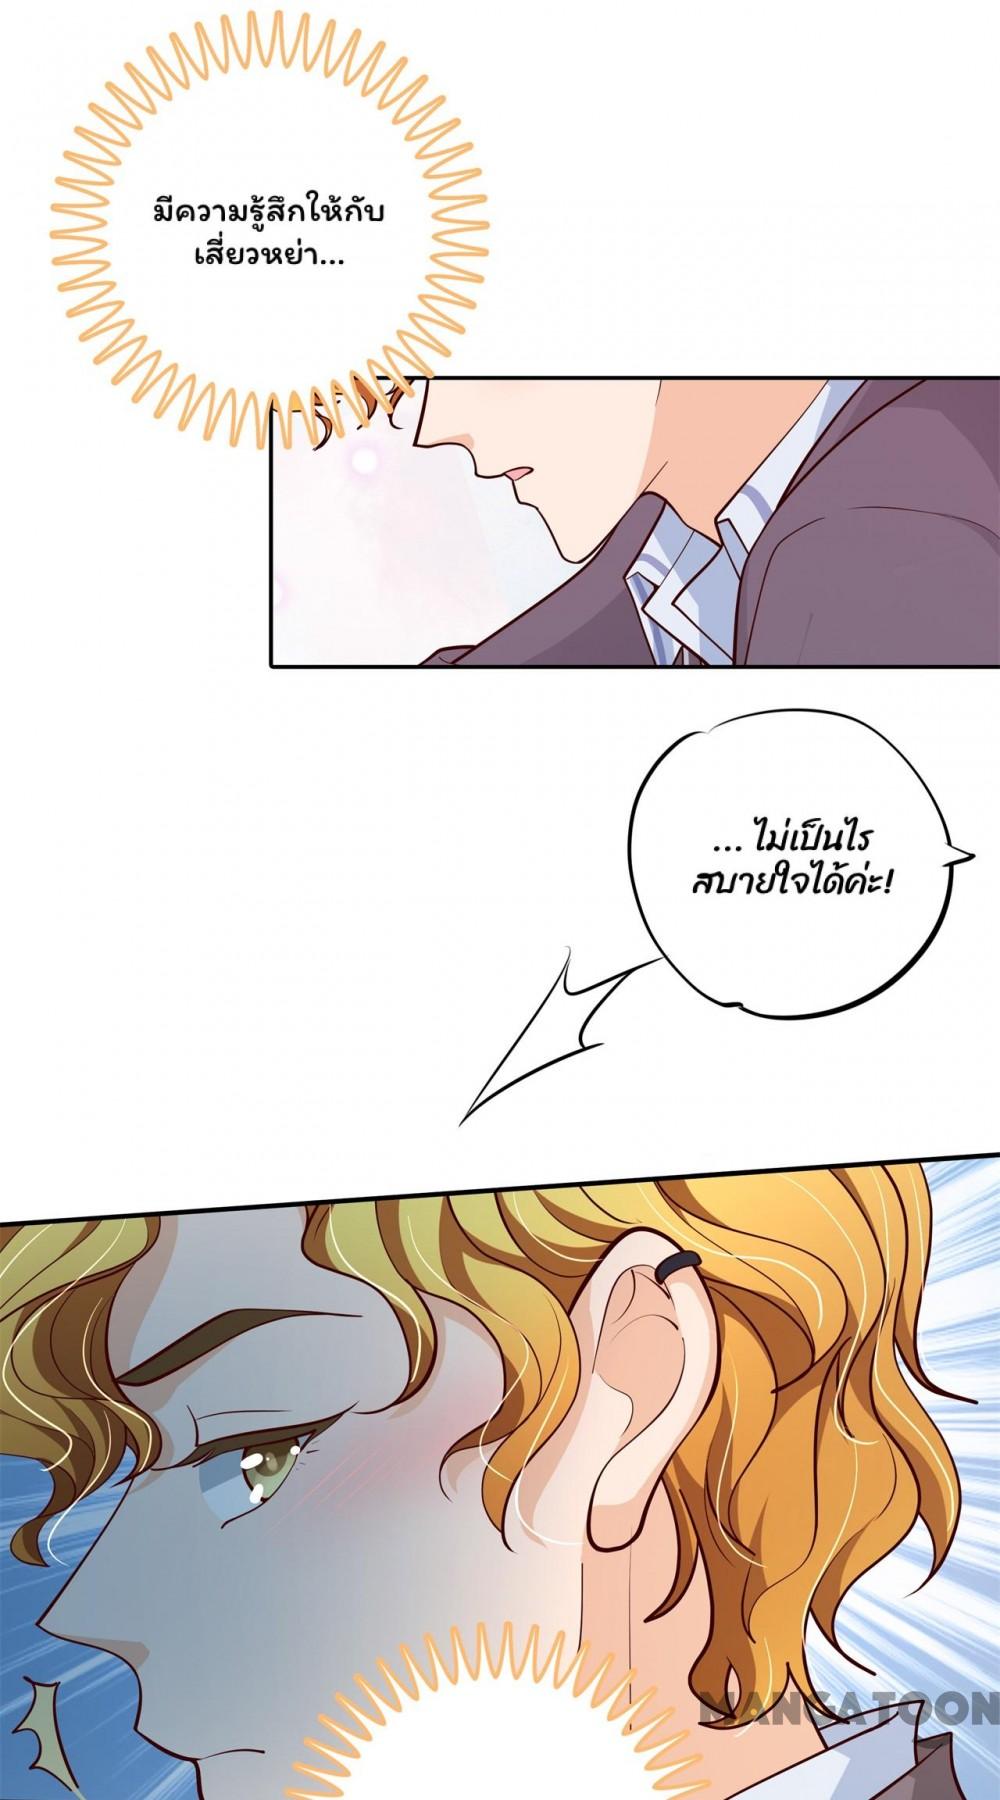 มีความรู้สึกให้กับ
เสี่ยวหย่า...
... ไม่เป็นไร
สบายใจได้ค่ะ!
MANGATOON